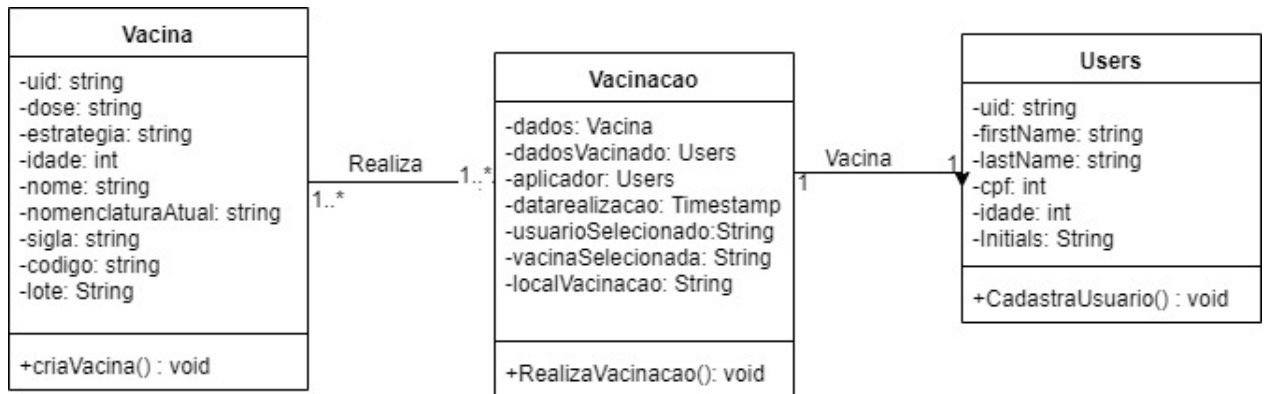 Vacina
-uid: string
-dose: string
-estrategia: string
-idade: int
-nome: string
-nomenclaturaAtual: string
-sigla: string
-codigo: string
-lote: String
+criaVacina() : void
Realiza
1..*
1..*
Vacinacao
-dados: Vacina
-dadosVacinado: Users
-aplicador: Users
-datarealizacao: Timestamp
-usuarioSelecionado:String
-vacinaSelecionada: String
-localVacinacao: String
+RealizaVacinacao(): void
Vacina
1
1
Users
-uid: string
-firstName: string
-lastName: string
-cpf: int
-idade: int
-Initials: String
+CadastraUsuario() : void